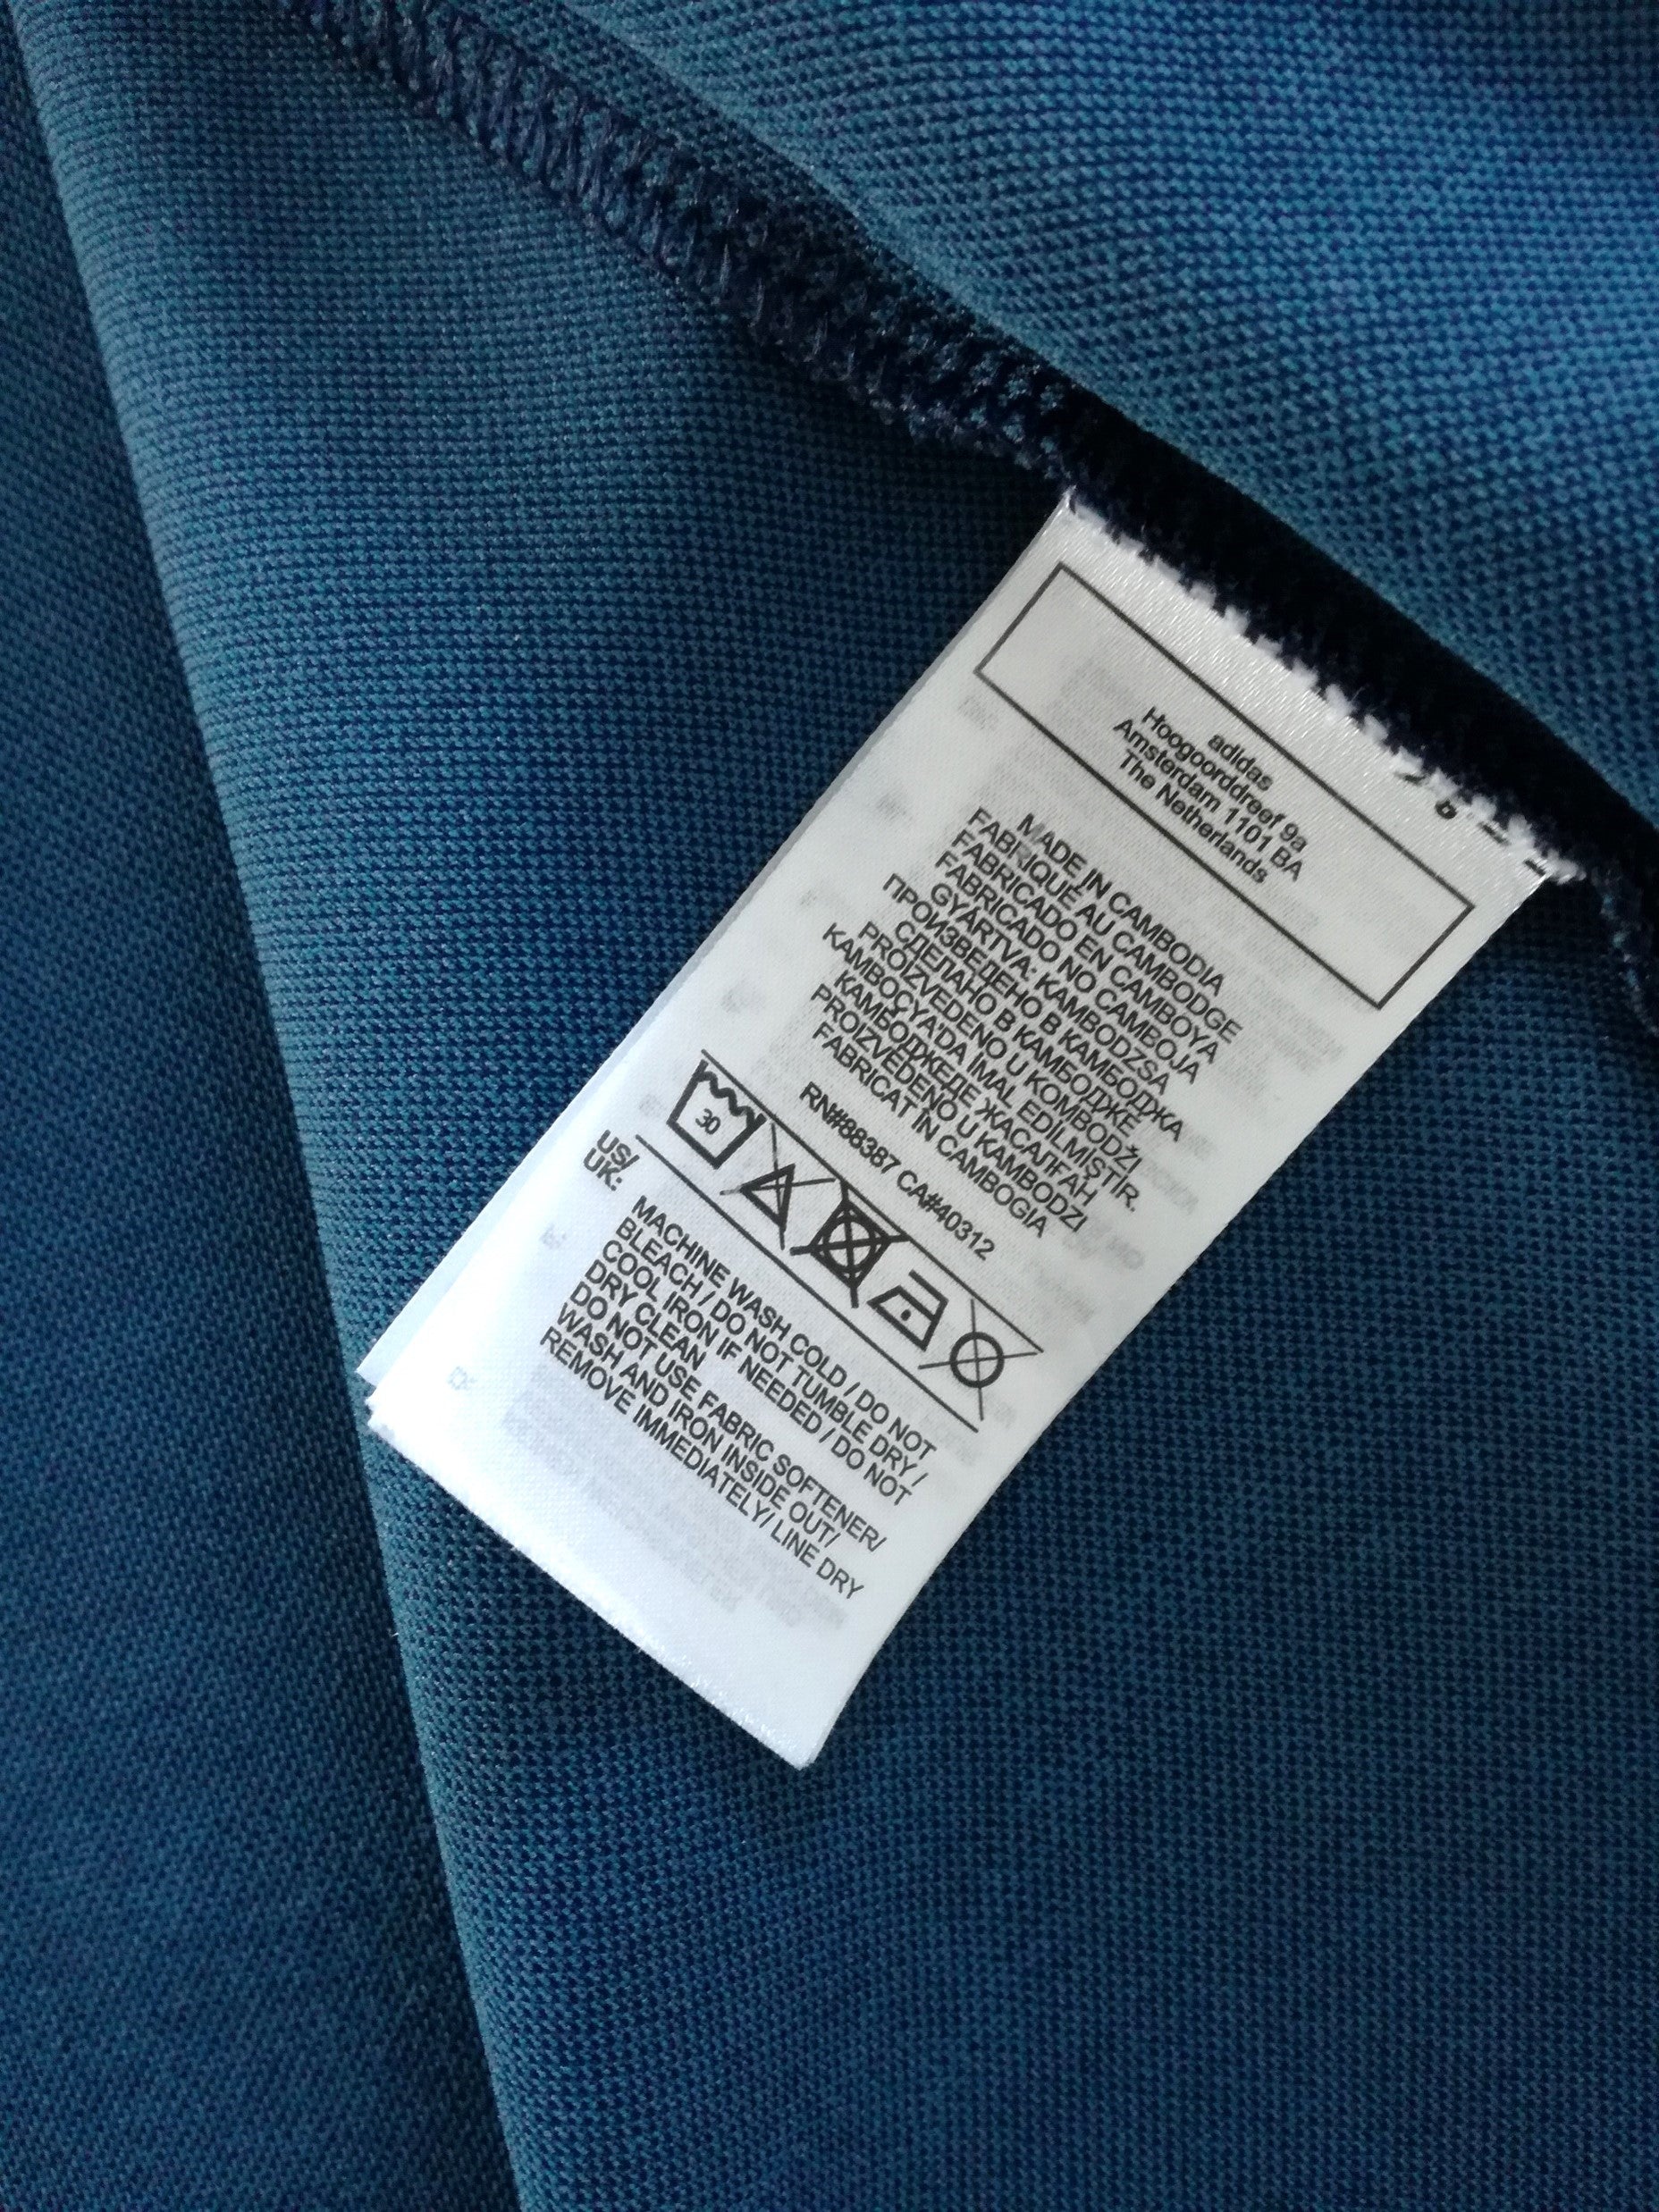 adidas
Hoogoorddreef 9a
Amsterdam 1101 BA
The Netherlands
MADE IN CAMBODIA
FABRIQUÉ AU CAMBODGE
FABRICADO EN CAMBOYA
FABRICADO NO CAMBOJA
GYÁRTVA: KAMBODZSA
ПРОИЗВЕДЕНО В КАМБОДЖА
СДЕЛАНО В КАМБОДЖЕ
PROIZVEDENO U KOMBODŽI
KAMBOÇYA'DA İMAL EDİLMİŞTİR.
КАМБОДЖЕДЕ ЖАСАЛҒАН
PROIZVEDENO U KAMBODZI
FABRICAT ÎN CAMBOGIA
RN#88387 CA#40312
30
US/
UK:
MACHINE WASH COLD / DO NOT
BLEACH / DO NOT TUMBLE DRY /
COOL IRON IF NEEDED / DO NOT
DRY CLEAN
DO NOT USE FABRIC SOFTENER/
WASH AND IRON INSIDE OUT/
REMOVE IMMEDIATELY/ LINE DRY